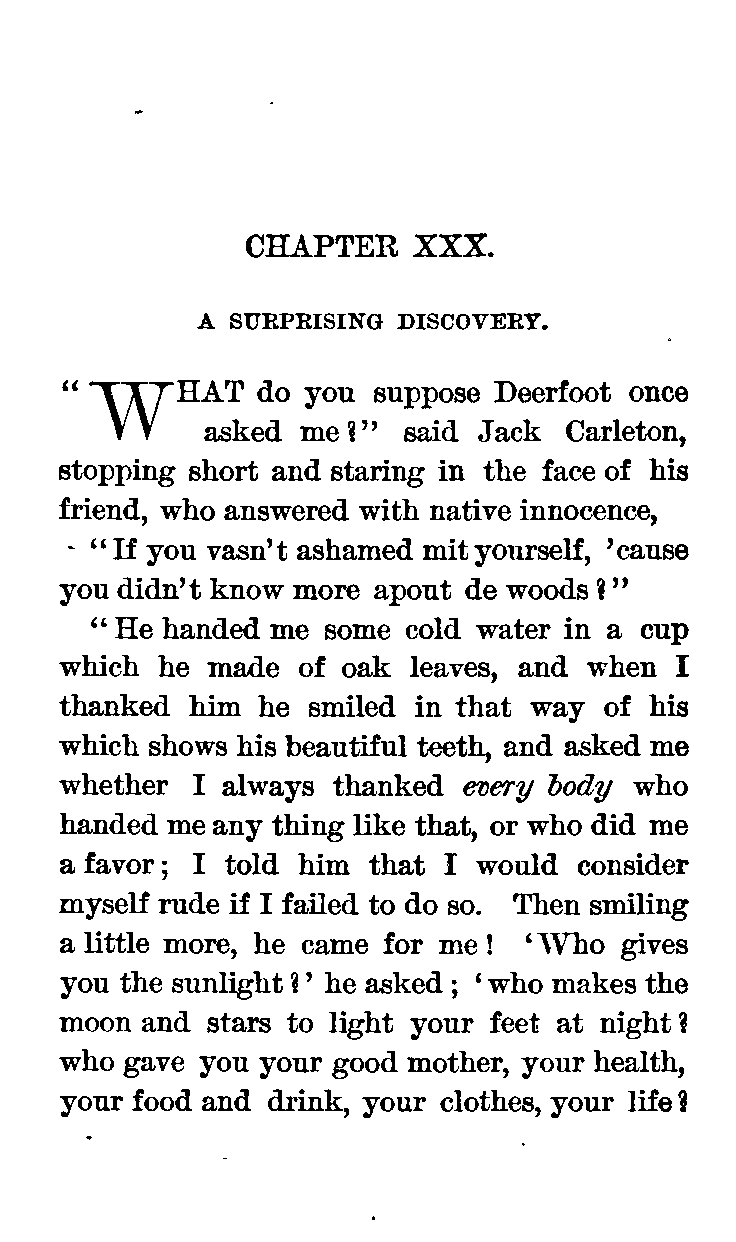 CHAPTER XXX.
A SURPRISING DISCOVERY.
“WHAT do you suppose Deerfoot once
asked me?” said Jack Carleton,
stopping short and staring in the face of his
friend, who answered with native innocence,
“If you vasn’t ashamed mit yourself, ’cause
you didn’t know more apout de woods?”
“He handed me some cold water in a cup
which he made of oak leaves, and when I
thanked him he smiled in that way of his
which shows his beautiful teeth, and asked me
whether I always thanked every body who
handed me any thing like that, or who did me
a favor; I told him that I would consider
myself rude if I failed to do so. Then smiling
a little more, he came for me! ‘Who gives
you the sunlight?’ he asked; ‘who makes the
moon and stars to light your feet at night?
who gave you your good mother, your health,
your food and drink, your clothes, your life?